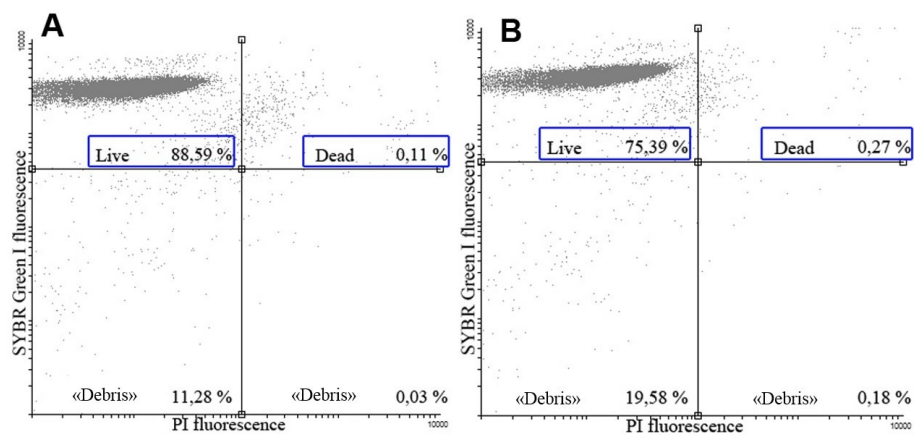 A
10000
SYBR Green I fluorescence
Live 88,59 %
Dead 0,11 %
«Debris» 11,28 %
«Debris» 0,03 %
PI fluorescence
10000
B
10000
SYBR Green I fluorescence
Live 75,39 %
Dead 0,27 %
«Debris» 19,58 %
«Debris» 0,18 %
PI fluorescence
10000